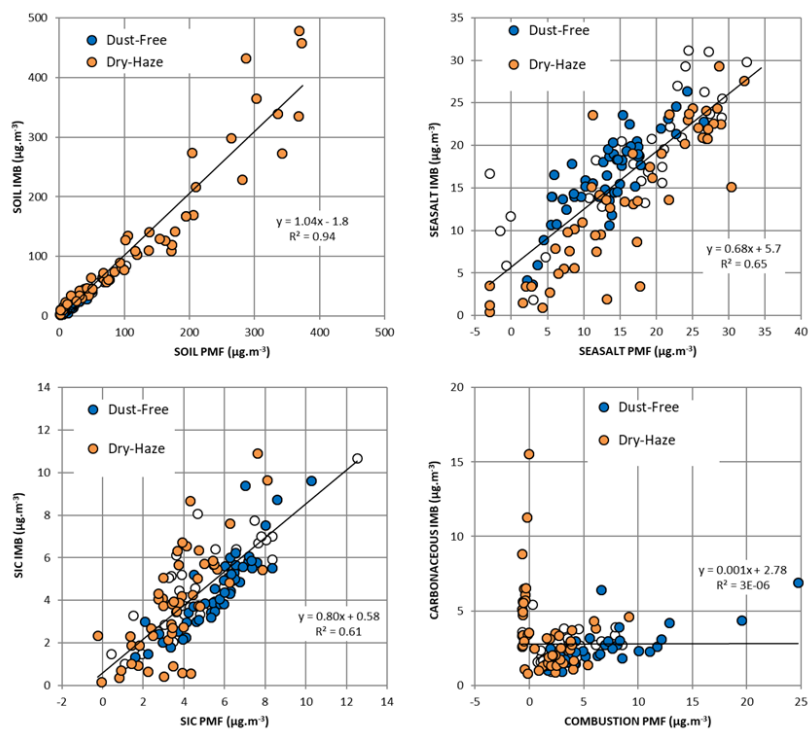 500
400
300
200
100
0
0
100
200
300
400
500
SOIL IMB (µg.m⁻³)
SOIL PMF (µg.m⁻³)
Dust-Free
Dry-Haze
y = 1.04x - 1.8
R² = 0.94
35
30
25
20
15
10
5
0
-5
0
5
10
15
20
25
30
35
40
SEASALT IMB (µg.m⁻³)
SEASALT PMF (µg.m⁻³)
Dust-Free
Dry-Haze
y = 0.68x + 5.7
R² = 0.65
14
12
10
8
6
4
2
0
-2
0
2
4
6
8
10
12
14
SIC IMB (µg.m⁻³)
SIC PMF (µg.m⁻³)
Dust-Free
Dry-Haze
y = 0.80x + 0.58
R² = 0.61
20
15
10
5
0
-5
0
5
10
15
20
25
CARBONACEOUS IMB (µg.m⁻³)
COMBUSTION PMF (µg.m⁻³)
Dust-Free
Dry-Haze
y = 0.001x + 2.78
R² = 3E-06